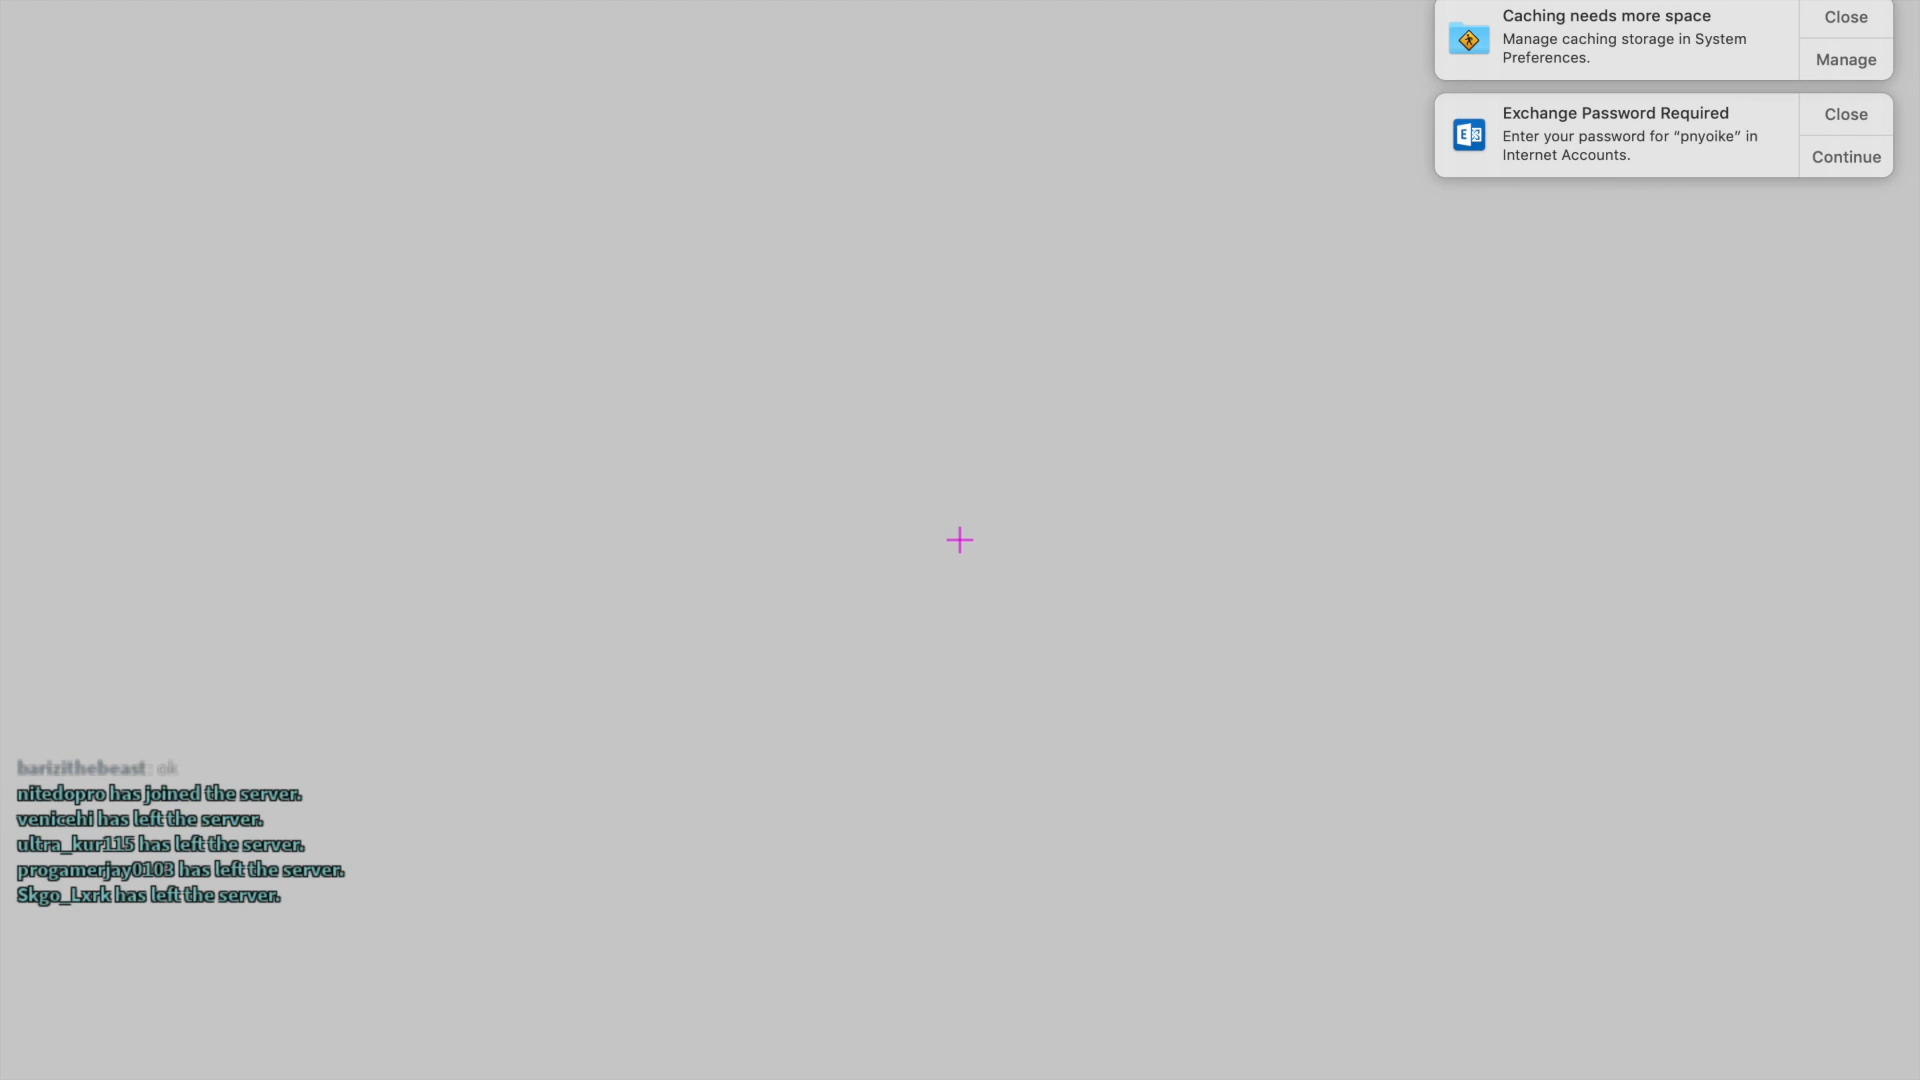 Caching needs more space
Manage caching storage in System
Preferences.
Close
Manage
Exchange Password Required
Enter your password for “pnyoike” in
Internet Accounts.
Close
Continue
barizithebeast: ok
nitedopro has joined the server.
venicehi has left the server.
ultra_kur115 has left the server.
progamerjay0103 has left the server.
Skgo_Lxrk has left the server.